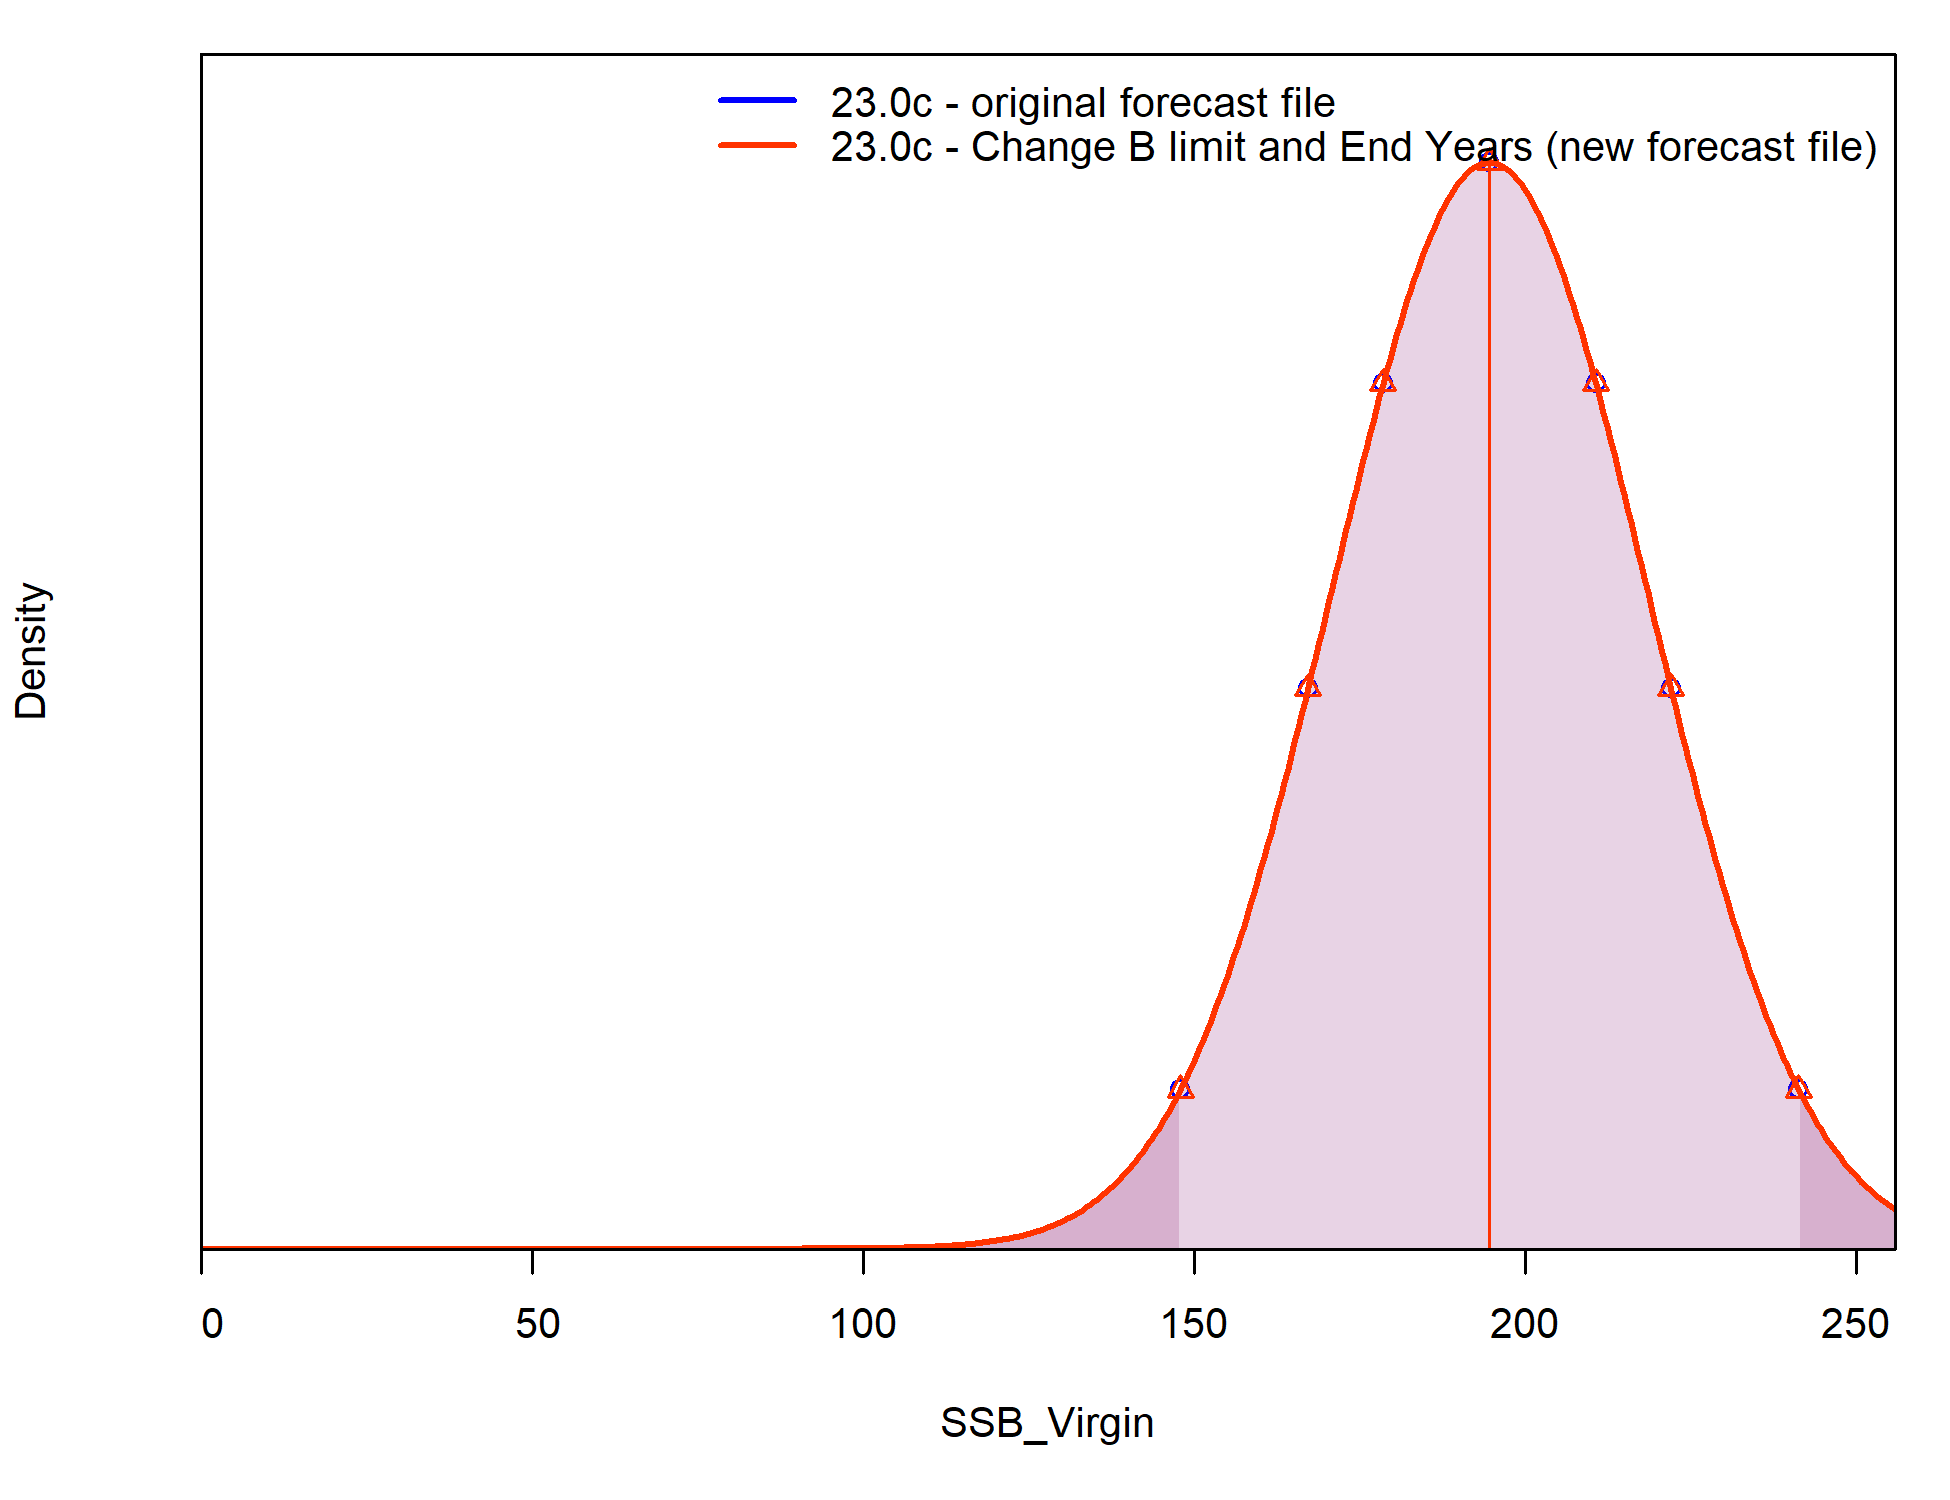 23.0c - original forecast file
23.0c - Change B limit and End Years (new forecast file)
Density
0 50 100 150 200 250
SSB_Virgin